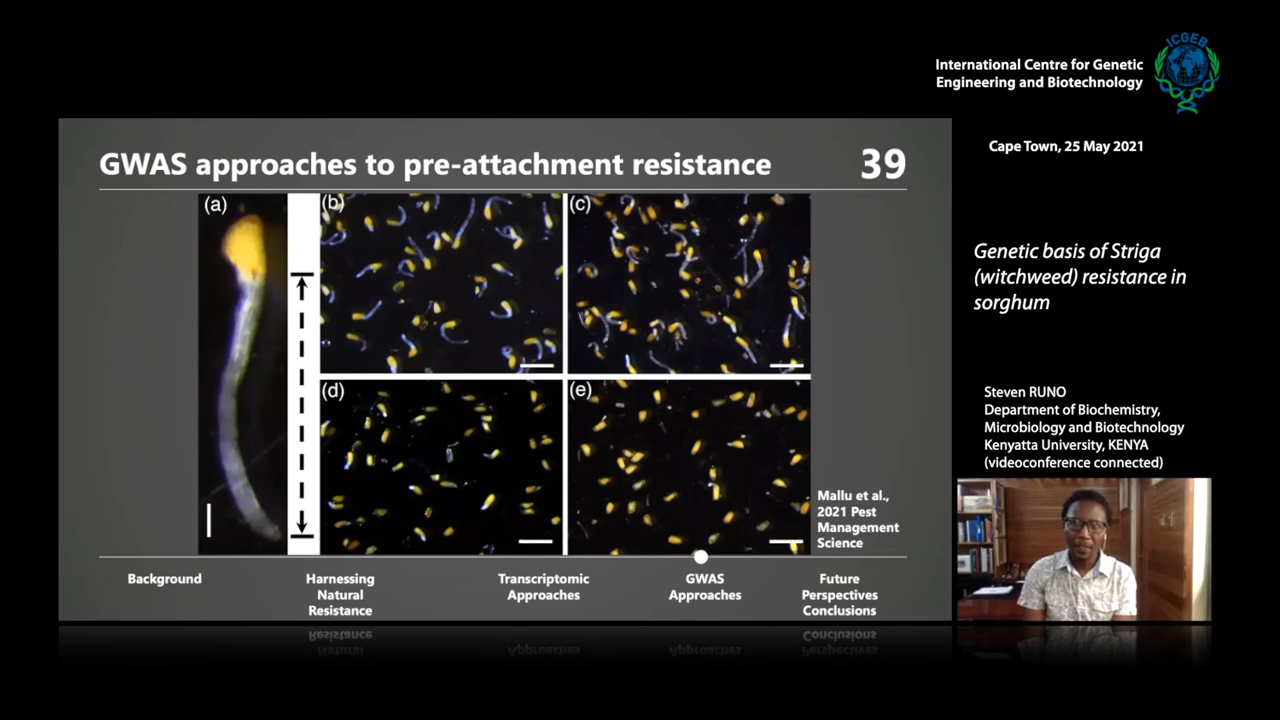 ICGEB
International Centre for Genetic
Engineering and Biotechnology
Cape Town, 25 May 2021
GWAS approaches to pre-attachment resistance
39
(a)
(b)
(c)
(d)
(e)
Mallu et al.,
2021 Pest
Management
Science
Background
Harnessing
Natural
Resistance
Transcriptomic
Approaches
GWAS
Approaches
Future
Perspectives
Conclusions
Genetic basis of Striga
(witchweed) resistance in
sorghum
Steven RUNO
Department of Biochemistry,
Microbiology and Biotechnology
Kenyatta University, KENYA
(videoconference connected)